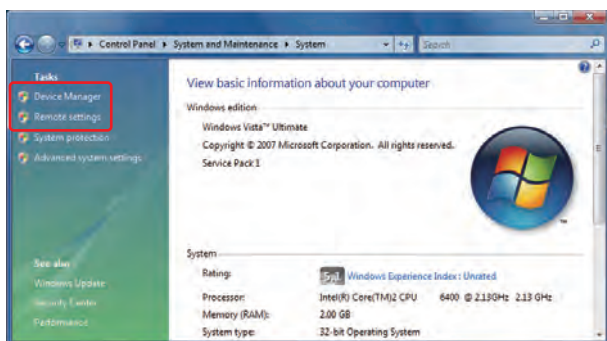 Control Panel ▸ System and Maintenance ▸ System
Search
Tasks
Device Manager
Remote settings
System protection
Advanced system settings
See also
Windows Update
Security Center
Performance
View basic information about your computer
Windows edition
Windows Vista™ Ultimate
Copyright © 2007 Microsoft Corporation. All rights reserved.
Service Pack 1
System
Rating: Windows Experience Index: Unrated
Processor: Intel(R) Core(TM)2 CPU 6400 @ 2.13GHz 2.13 GHz
Memory (RAM): 2.00 GB
System type: 32-bit Operating System